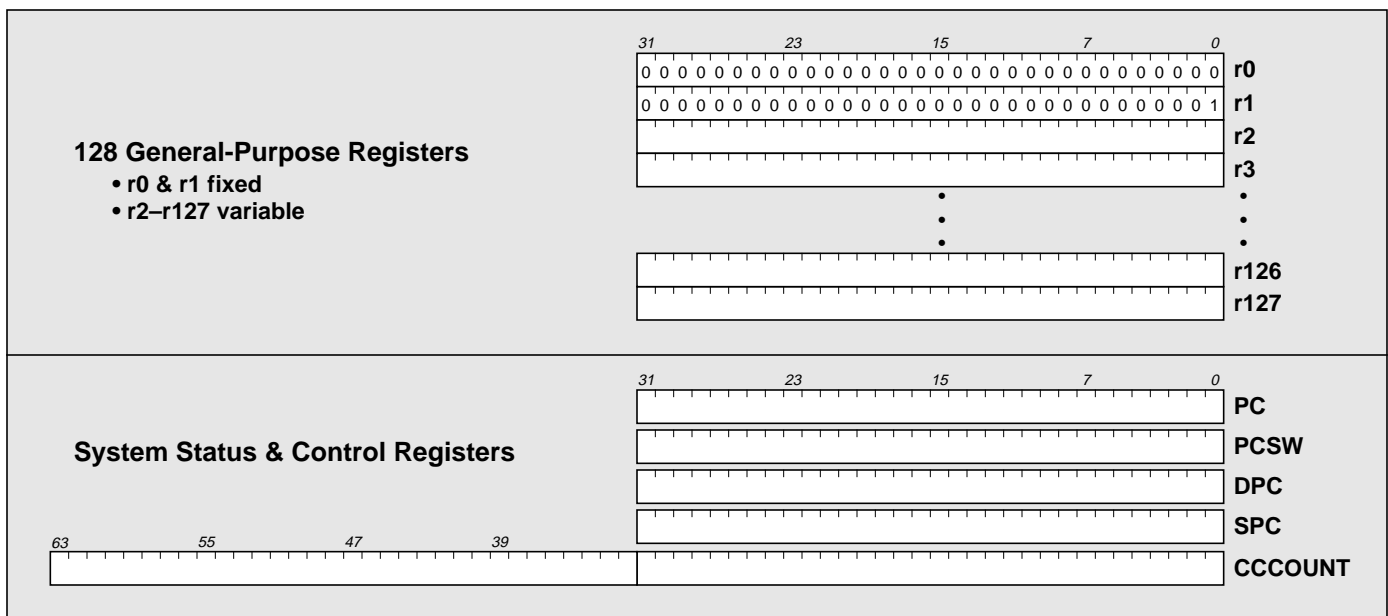 31 23 15 7 0
0 0 0 0 0 0 0 0 0 0 0 0 0 0 0 0 0 0 0 0 0 0 0 0 0 0 0 0 0 0 0 0 r0
0 0 0 0 0 0 0 0 0 0 0 0 0 0 0 0 0 0 0 0 0 0 0 0 0 0 0 0 0 0 0 1 r1
r2
128 General-Purpose Registers
r3
• r0 & r1 fixed
• r2–r127 variable
r126
r127
31 23 15 7 0
PC
System Status & Control Registers PCSW
DPC
SPC
63 55 47 39
CCCOUNT